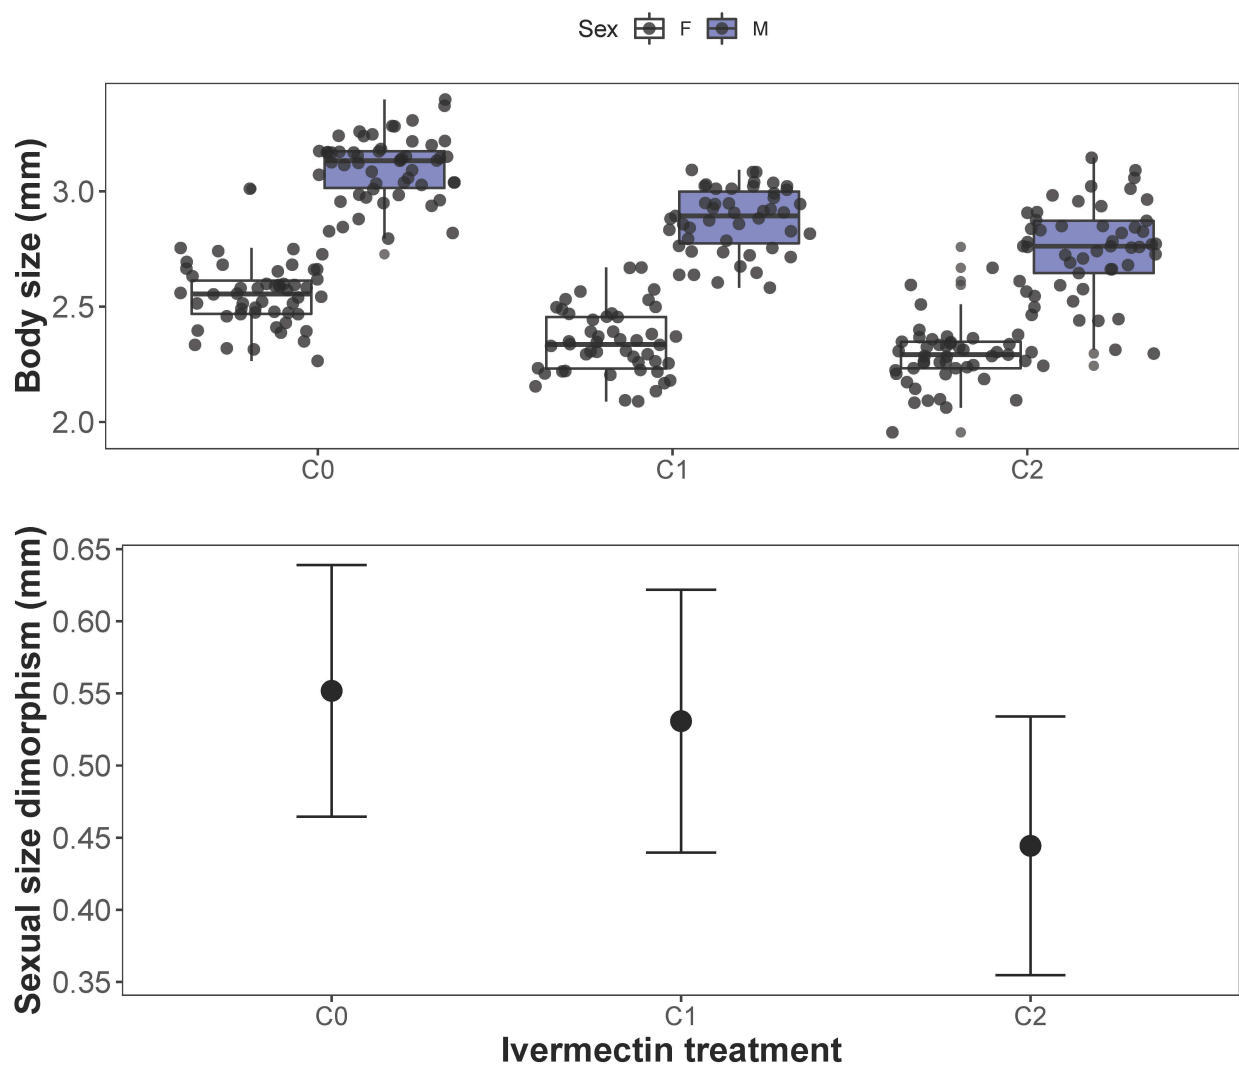 Sex F M
Body size (mm)
3.0
2.5
2.0
C0 C1 C2
Sexual size dimorphism (mm)
0.65
0.60
0.55
0.50
0.45
0.40
0.35
C0 C1 C2
Ivermectin treatment